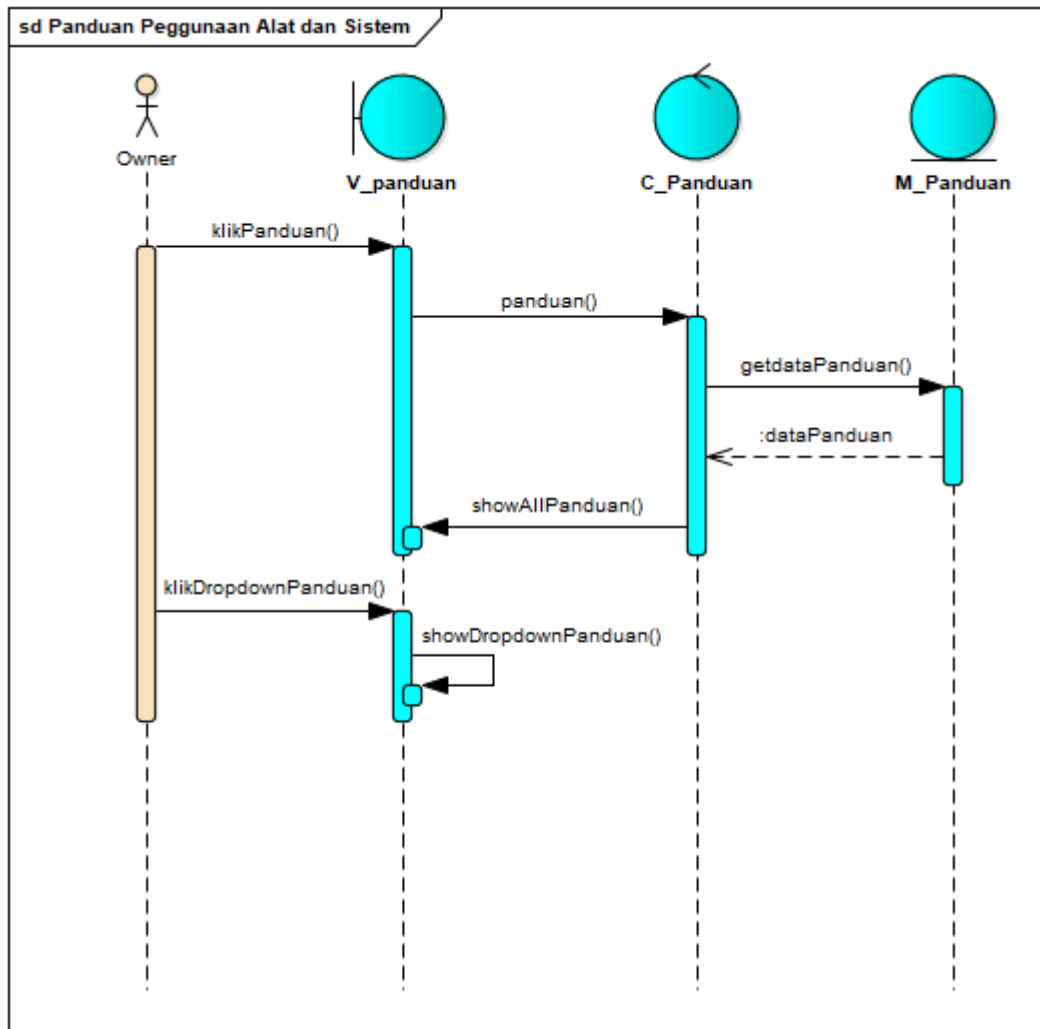 sd Panduan Peggunaan Alat dan Sistem
Owner
V_panduan
C_Panduan
M_Panduan
klikPanduan()
panduan()
getdataPanduan()
:dataPanduan
showAllPanduan()
klikDropdownPanduan()
showDropdownPanduan()